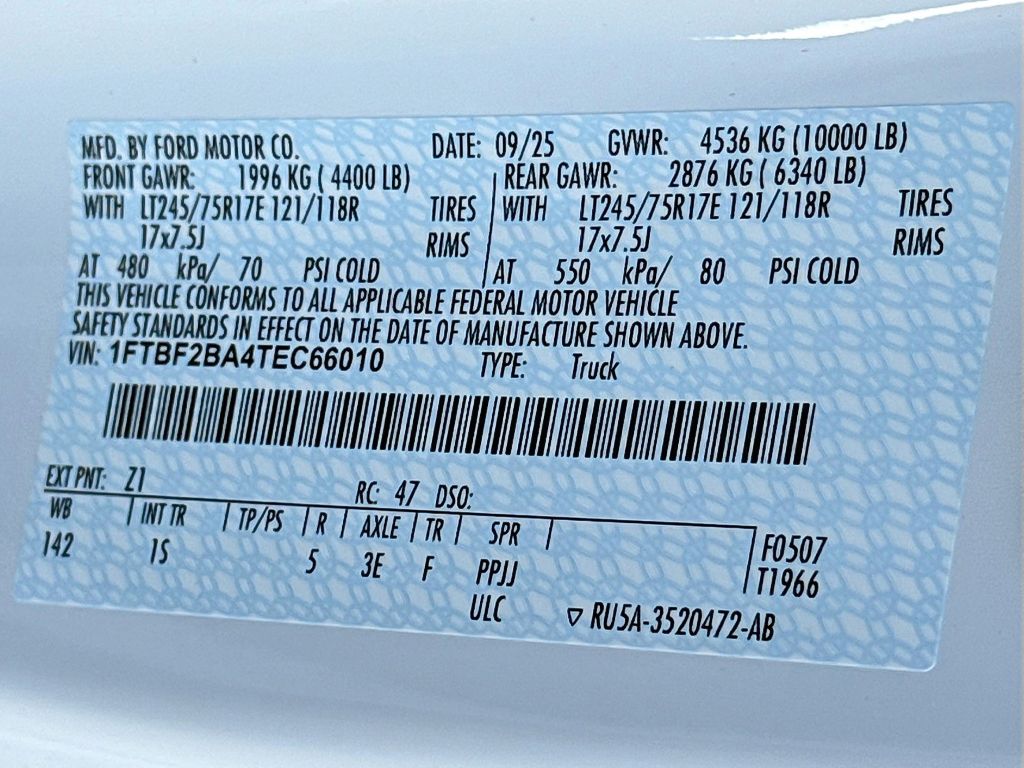 MFD. BY FORD MOTOR CO. DATE: 09/25 GVWR: 4536 KG (10000 LB)
FRONT GAWR: 1996 KG ( 4400 LB) REAR GAWR: 2876 KG ( 6340 LB)
WITH LT245/75R17E 121/118R TIRES WITH LT245/75R17E 121/118R TIRES
17x7.5J RIMS 17x7.5J RIMS
AT 480 kPa/ 70 PSI COLD AT 550 kPa/ 80 PSI COLD
THIS VEHICLE CONFORMS TO ALL APPLICABLE FEDERAL MOTOR VEHICLE
SAFETY STANDARDS IN EFFECT ON THE DATE OF MANUFACTURE SHOWN ABOVE.
VIN: 1FTBF2BA4TEC66010 TYPE: Truck
EXT PNT: Z1 RC: 47 DSO:
WB INT TR TP/PS R AXLE TR SPR F0507
142 1S 5 3E F PPJJ T1966
ULC ▽ RU5A-3520472-AB